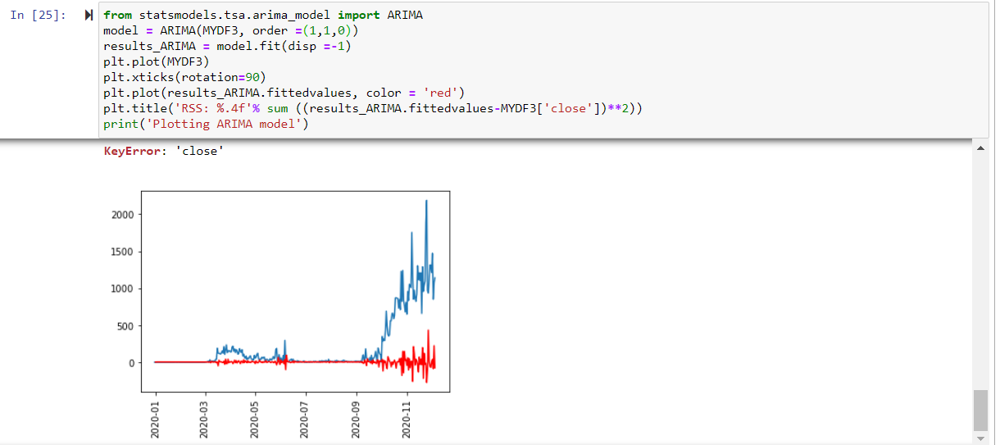 In [25]:
from statsmodels.tsa.arima_model import ARIMA
model = ARIMA(MYDF3, order =(1,1,0))
results_ARIMA = model.fit(disp =-1)
plt.plot(MYDF3)
plt.xticks(rotation=90)
plt.plot(results_ARIMA.fittedvalues, color = 'red')
plt.title('RSS: %.4f'% sum ((results_ARIMA.fittedvalues-MYDF3['close'])**2))
print('Plotting ARIMA model')
KeyError: 'close'
2000
1500
1000
500
0
2020-01
2020-03
2020-05
2020-07
2020-09
2020-11